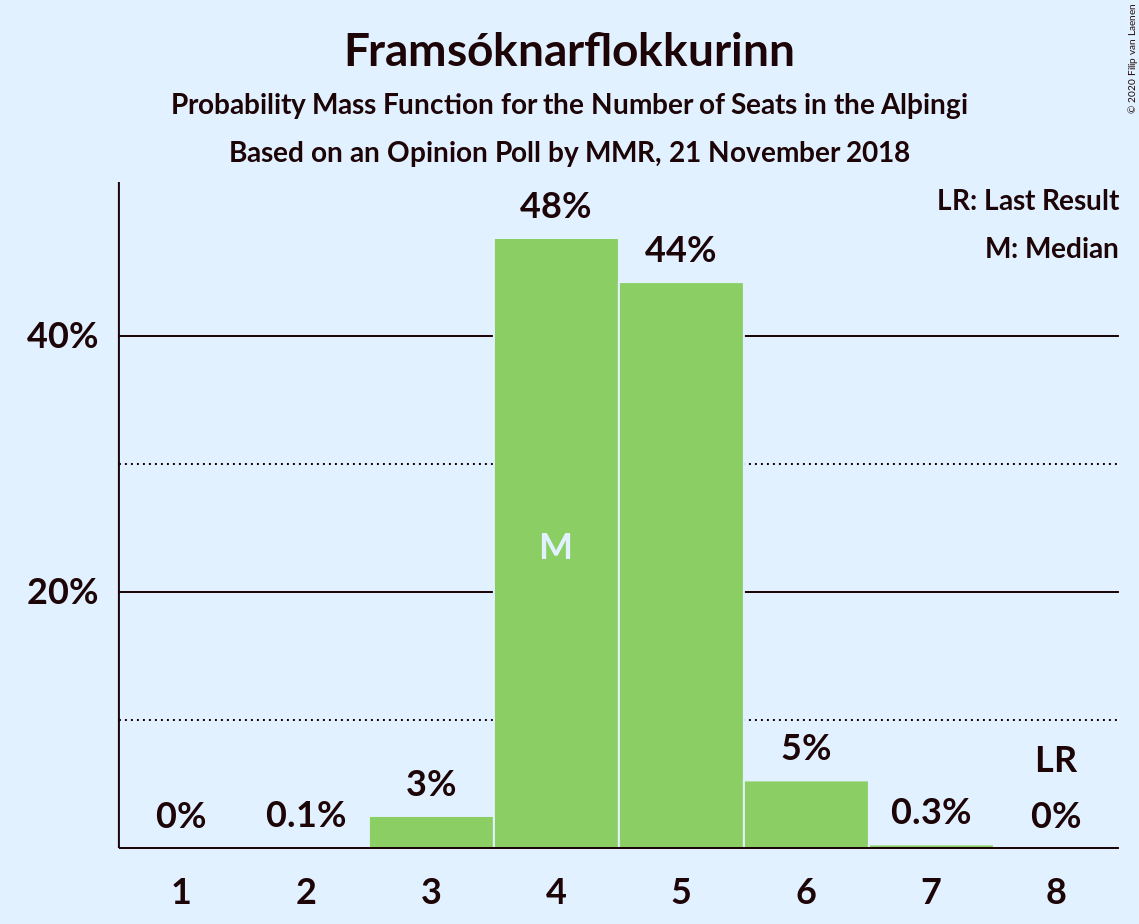 Framsóknarflokkurinn
Probability Mass Function for the Number of Seats in the Alþingi
Based on an Opinion Poll by MMR, 21 November 2018
© 2020 Filip van Laenen
LR: Last Result
M: Median
40%
20%
0%
0.1%
3%
48%
M
44%
5%
0.3%
LR
0%
1 2 3 4 5 6 7 8